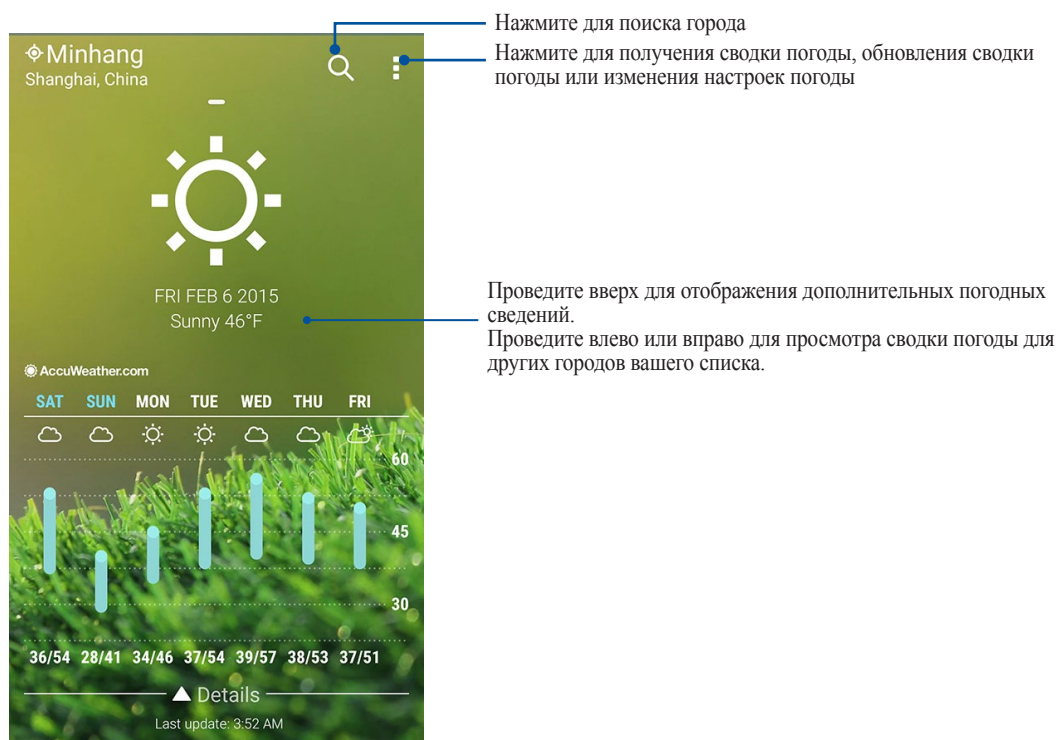 Нажмите для поиска города
Нажмите для получения сводки погоды, обновления сводки
погоды или изменения настроек погоды
Minhang
Shanghai, China
FRI FEB 6 2015
Sunny 46°F
Проведите вверх для отображения дополнительных погодных
сведений.
Проведите влево или вправо для просмотра сводки погоды для
других городов вашего списка.
AccuWeather.com
SAT SUN MON TUE WED THU FRI
60
45
30
36/54 28/41 34/46 37/54 39/57 38/53 37/51
Details
Last update: 3:52 AM